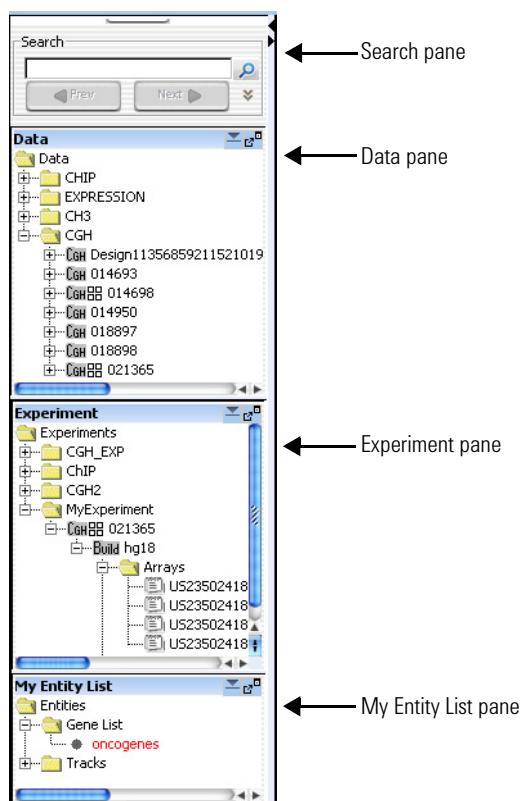 Search
Search pane
Prev
Next
Data
Data pane
Data
CHIP
EXPRESSION
CH3
CGH
CGH Design11356859211521019
CGH 014693
CGH 014698
CGH 014950
CGH 018897
CGH 018898
CGH 021365
Experiment
Experiment pane
Experiments
CGH_EXP
ChIP
CGH2
MyExperiment
CGH 021365
Build hg18
Arrays
US23502418
US23502418
US23502418
US23502418
My Entity List
My Entity List pane
Entities
Gene List
oncogenes
Tracks